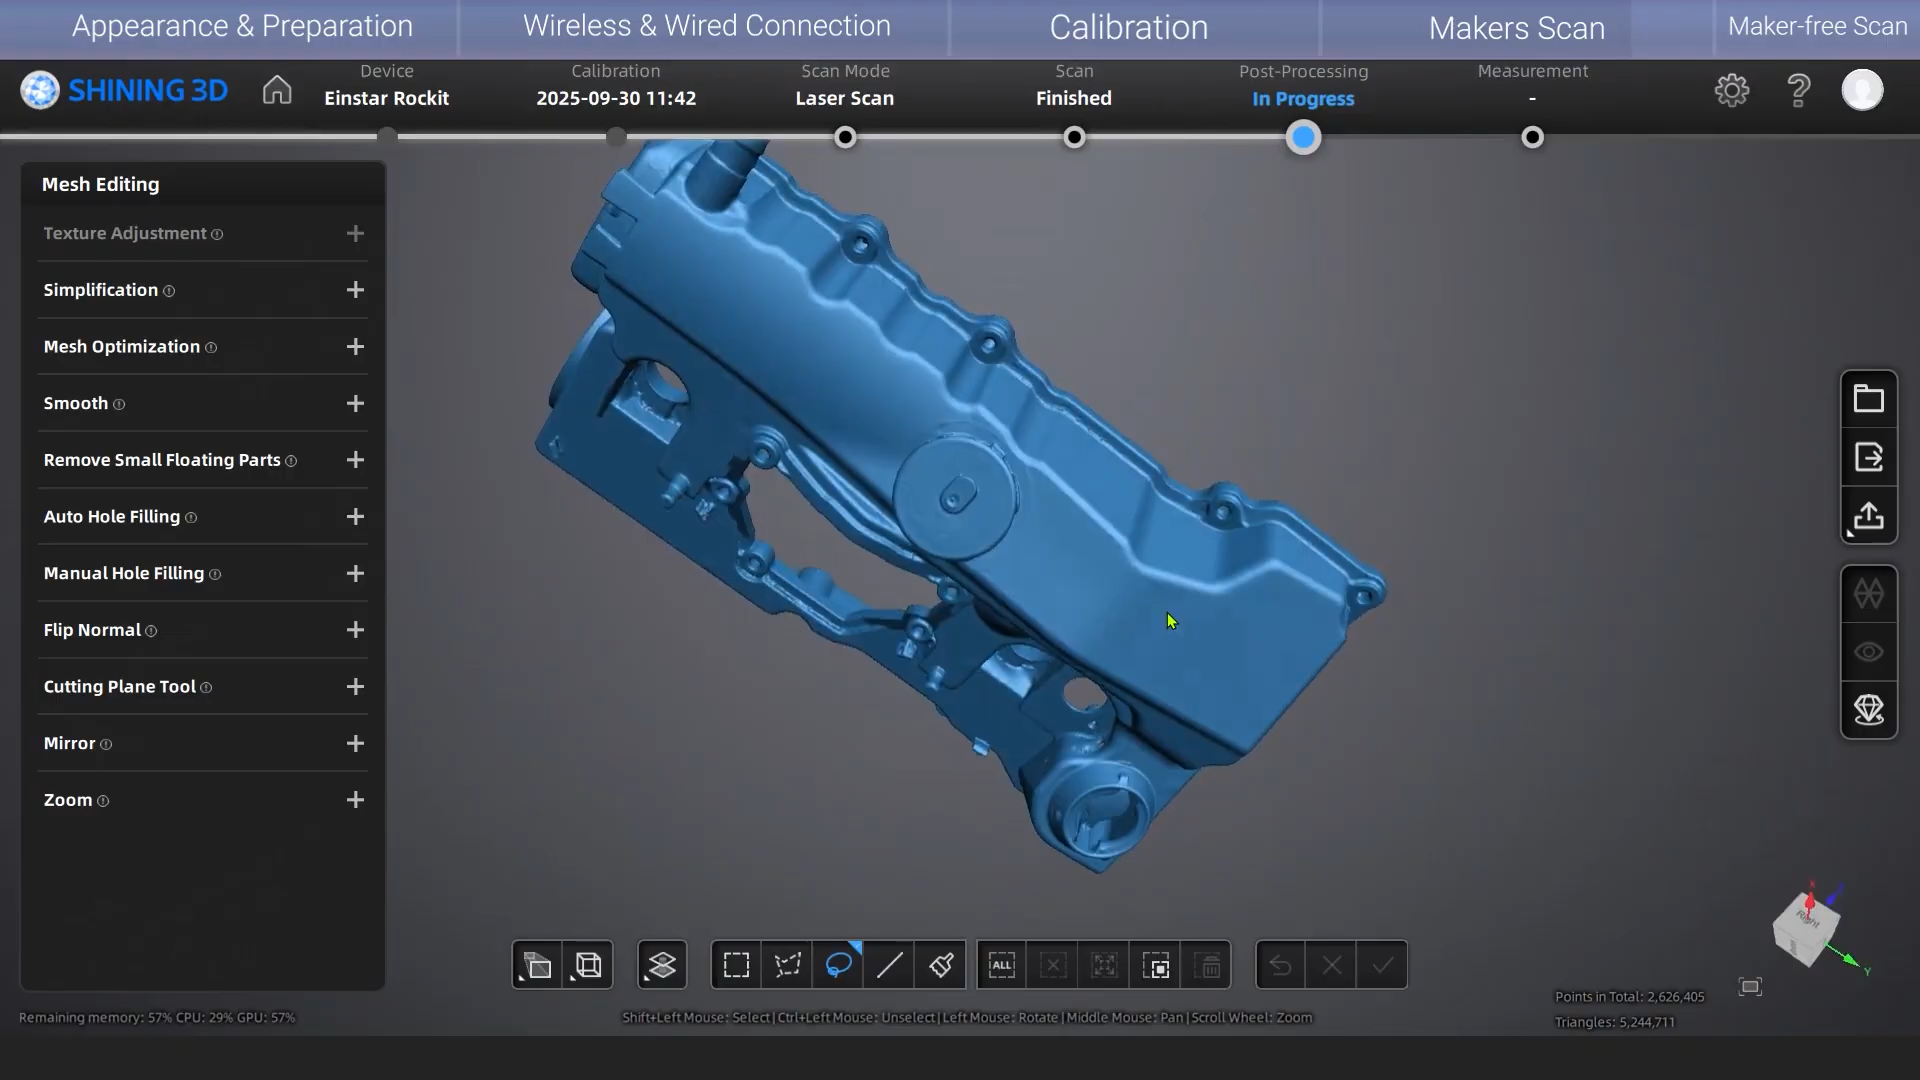 Appearance & Preparation
Wireless & Wired Connection
Calibration
Makers Scan
Maker-free Scan
SHINING 3D
Device
Einstar Rockit
Calibration
2025-09-30 11:42
Scan Mode
Laser Scan
Scan
Finished
Post-Processing
In Progress
Measurement
-
Mesh Editing
Texture Adjustment
Simplification
Mesh Optimization
Smooth
Remove Small Floating Parts
Auto Hole Filling
Manual Hole Filling
Flip Normal
Cutting Plane Tool
Mirror
Zoom
ALL
Right
X
Y
Points in Total: 2,626,405
Triangles: 5,244,711
Remaining memory: 57% CPU: 29% GPU: 57%
Shift+Left Mouse: Select|Ctrl+Left Mouse: Unselect|Left Mouse: Rotate|Middle Mouse: Pan|Scroll Wheel: Zoom